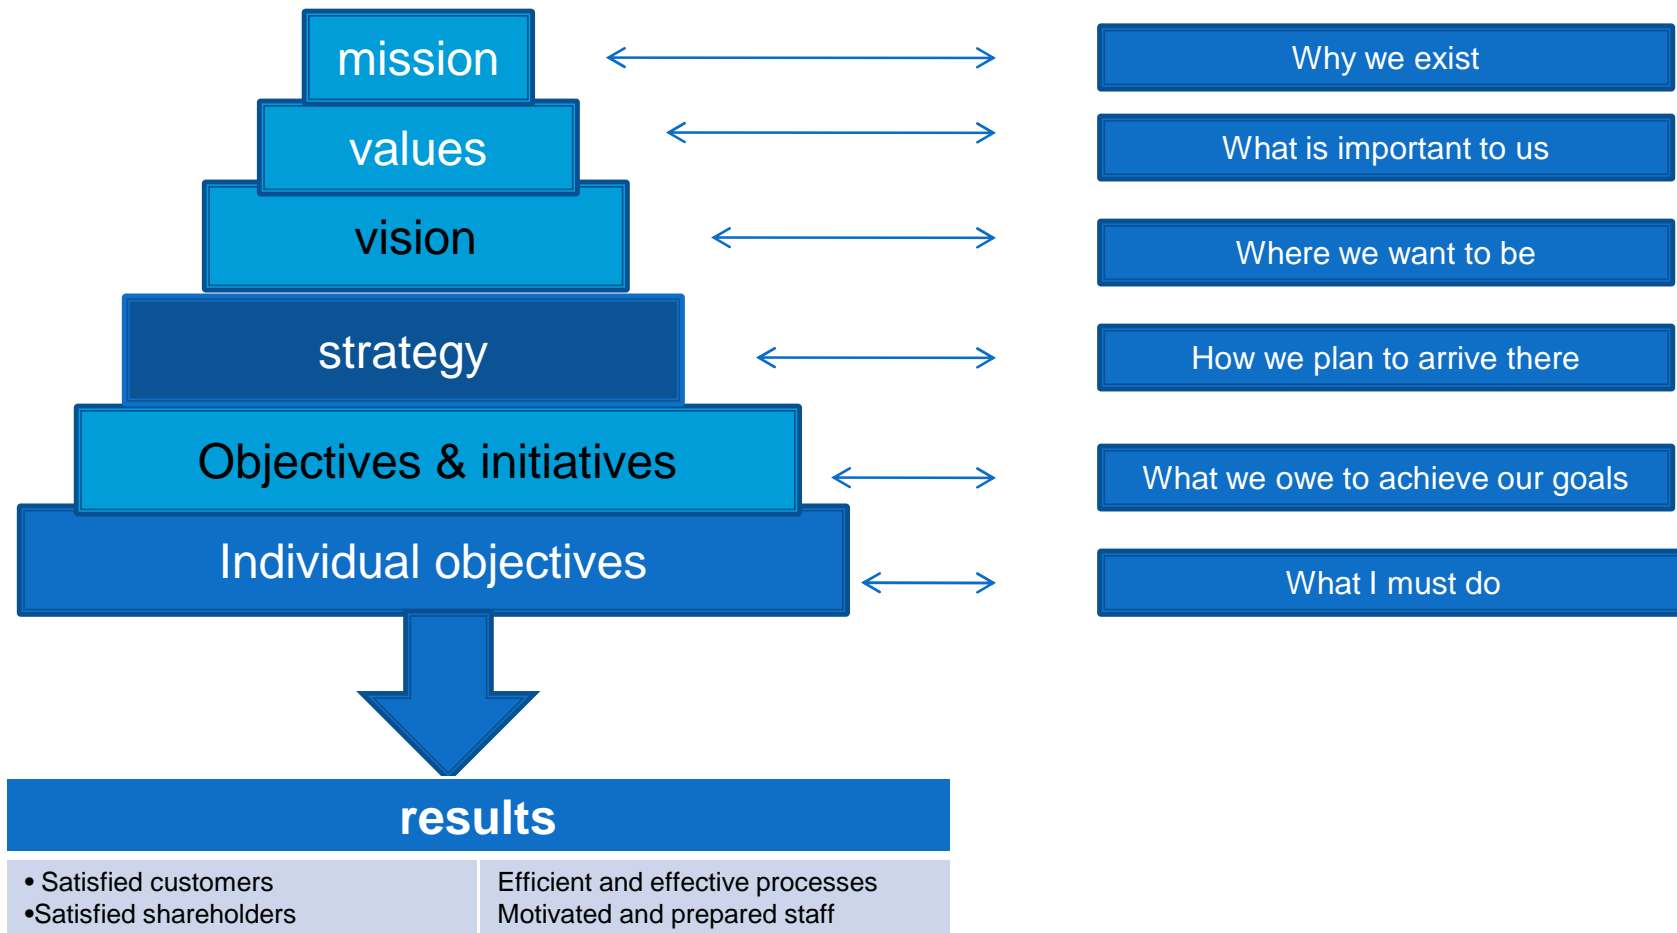 mission
Why we exist
values
What is important to us
vision
Where we want to be
strategy
How we plan to arrive there
Objectives & initiatives
What we owe to achieve our goals
Individual objectives
What I must do
results
• Satisfied customers
•Satisfied shareholders
Efficient and effective processes
Motivated and prepared staff